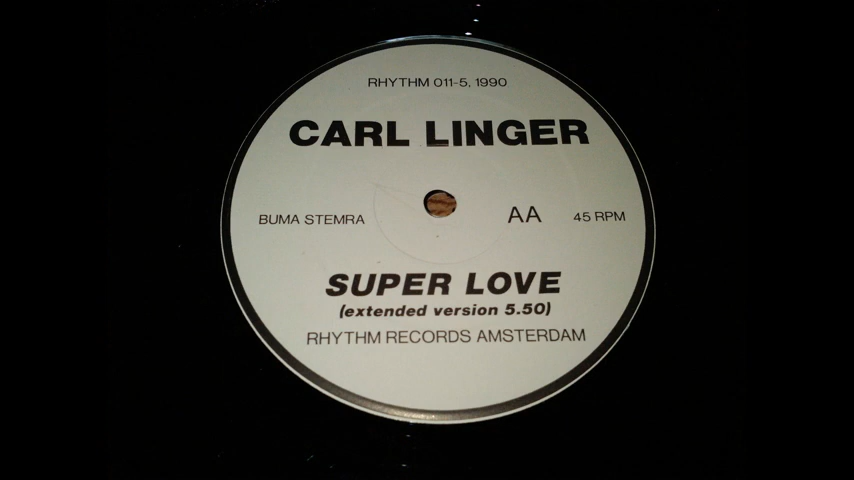 RHYTHM 011-5, 1990
CARL LINGER
BUMA STEMRA
AA
45 RPM
SUPER LOVE
(extended version 5.50)
RHYTHM RECORDS AMSTERDAM